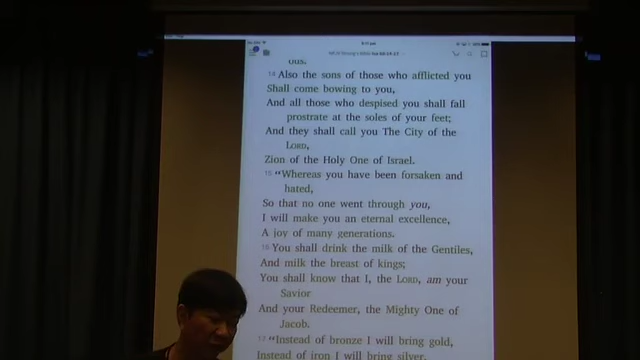 ous.
14 Also the sons of those who afflicted you
Shall come bowing to you,
And all those who despised you shall fall
prostrate at the soles of your feet;
And they shall call you The City of the
LORD,
Zion of the Holy One of Israel.
15 “Whereas you have been forsaken and
hated,
So that no one went through you,
I will make you an eternal excellence,
A joy of many generations.
16 You shall drink the milk of the Gentiles,
And milk the breast of kings;
You shall know that I, the LORD, am your
Savior
And your Redeemer, the Mighty One of
Jacob.
17 “Instead of bronze I will bring gold,
Instead of iron I will bring silver,